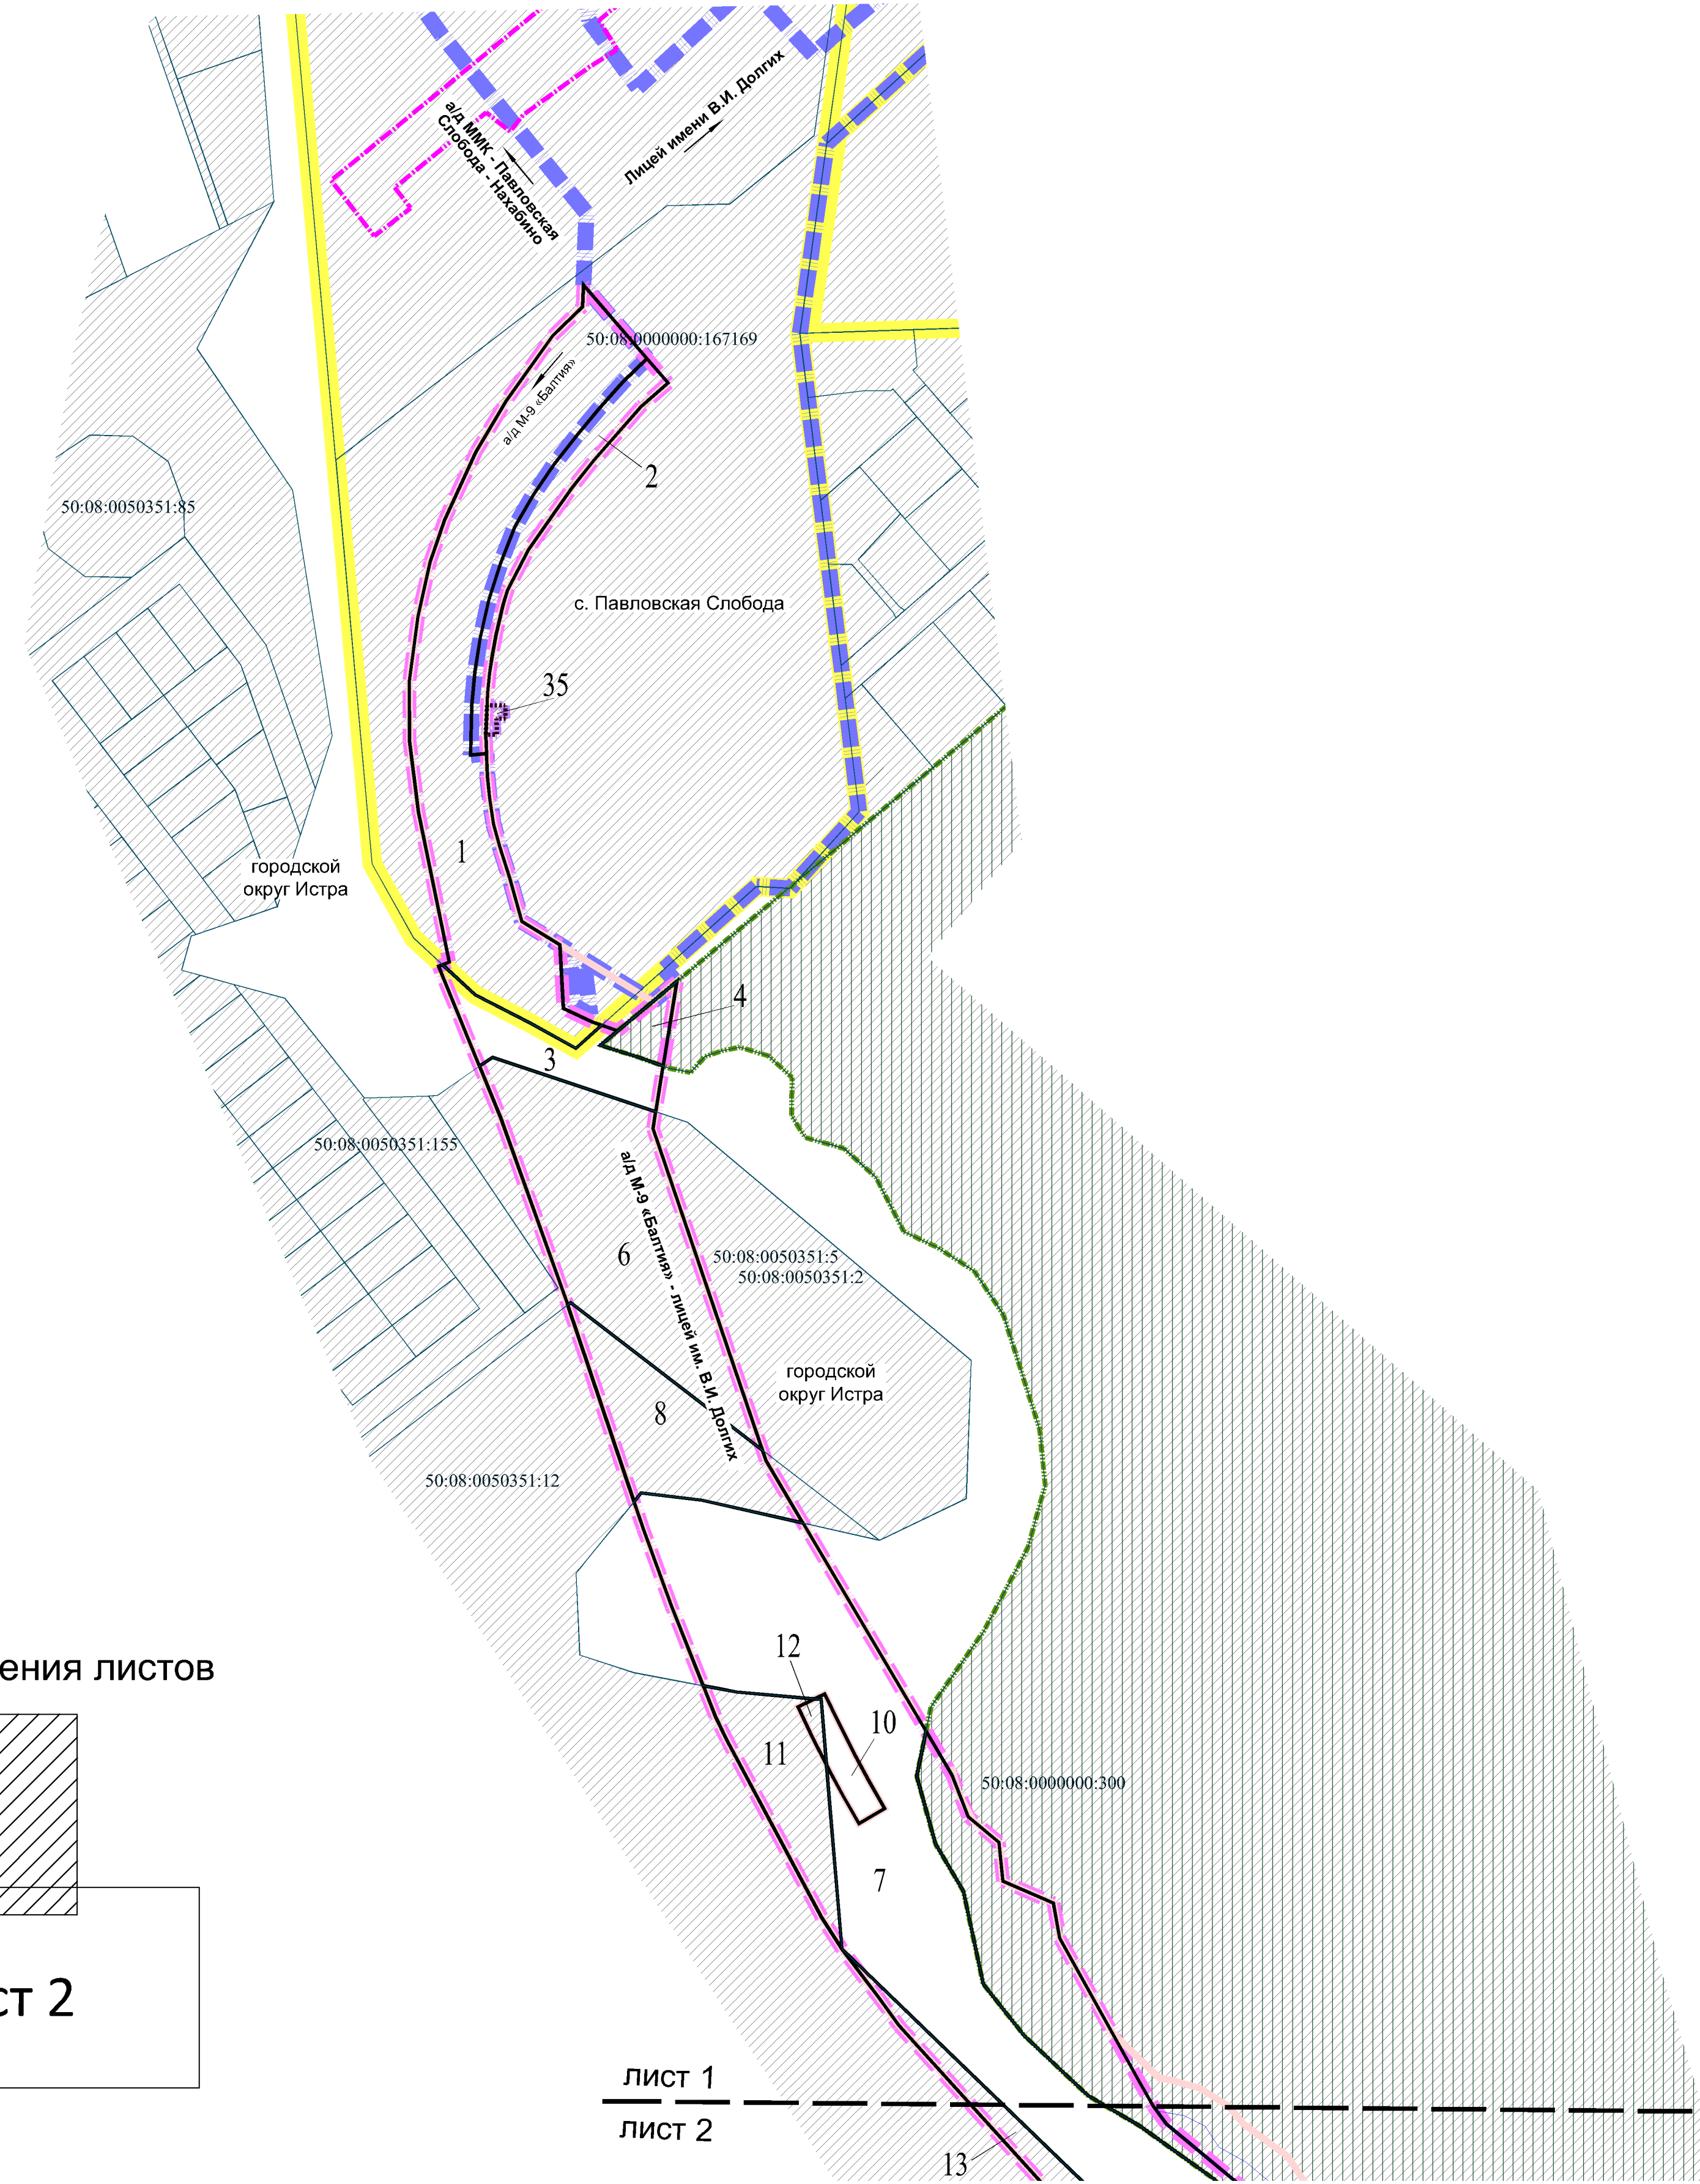 Лицей имени В.И. Долгих
а/д ММК - Павловская
Слобода - Нахабино
50:08:0000000:167169
а/д М-9 «Балтия»
2
50:08:0050351:85
с. Павловская Слобода
35
1
городской
округ Истра
4
3
50:08:0050351:155
а/д М-9 «Балтия» - лицей им. В.И. Долгих
6
50:08:0050351:5
50:08:0050351:2
городской
округ Истра
8
50:08:0050351:12
12
ения листов
10
11
50:08:0000000:300
7
ст 2
лист 1
лист 2
13